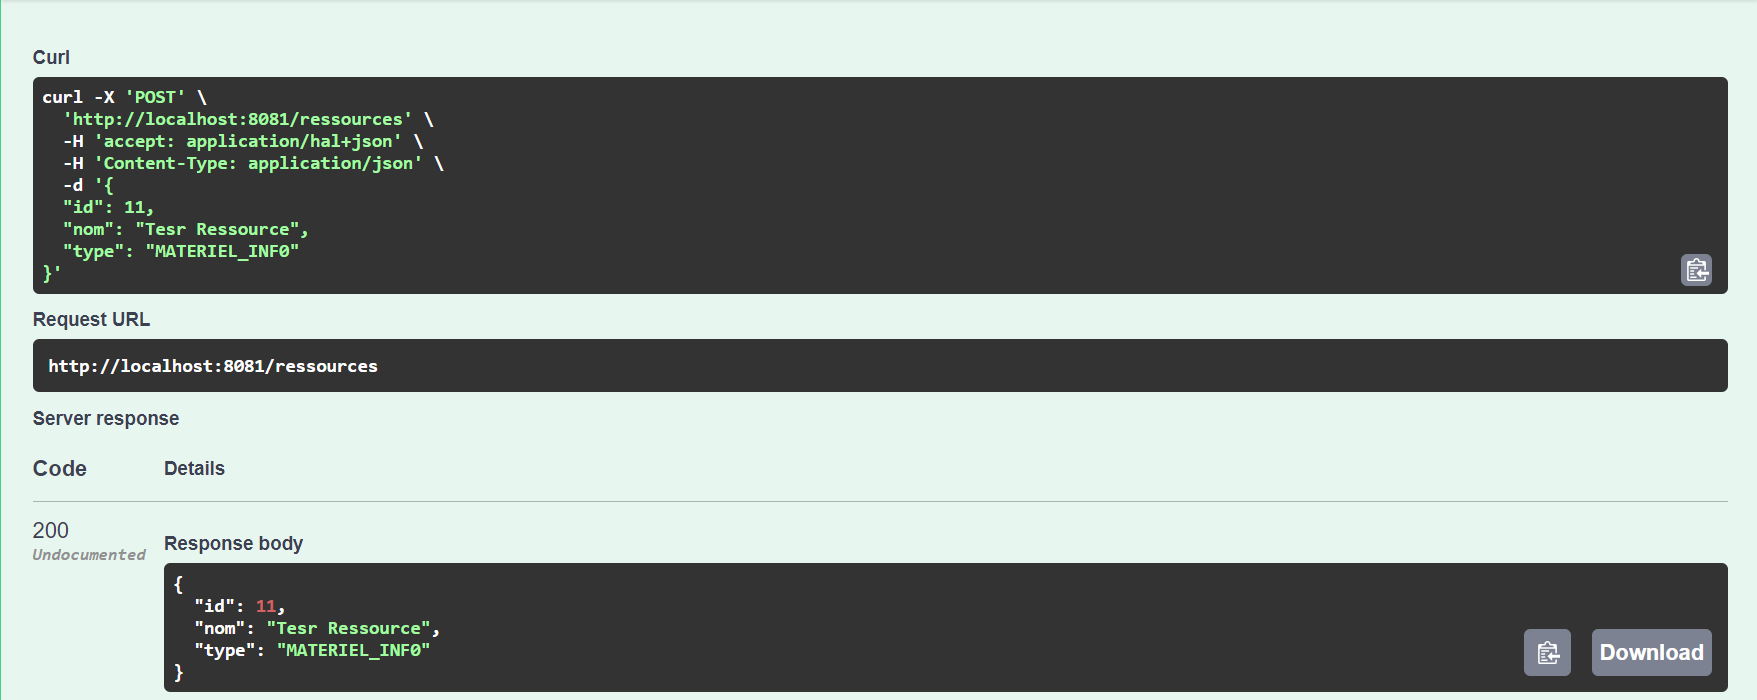 Curl
curl -X 'POST' \
  'http://localhost:8081/ressources' \
  -H 'accept: application/hal+json' \
  -H 'Content-Type: application/json' \
  -d '{
  "id": 11,
  "nom": "Tesr Ressource",
  "type": "MATERIEL_INF0"
}'
Request URL
http://localhost:8081/ressources
Server response
Code Details
200
Undocumented
Response body
{
  "id": 11,
  "nom": "Tesr Ressource",
  "type": "MATERIEL_INF0"
}
Download